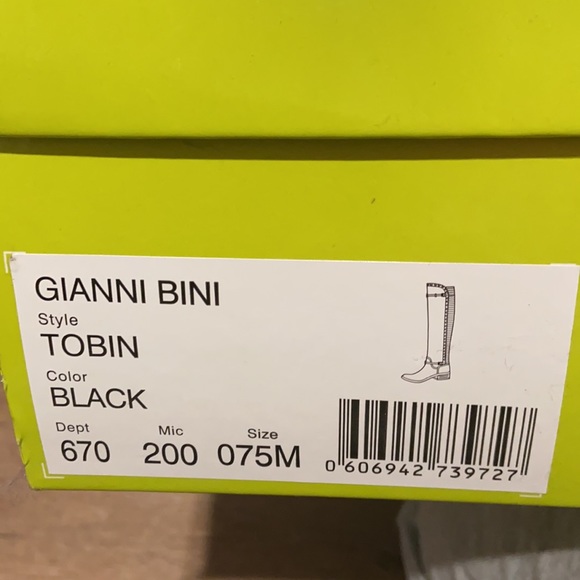 GIANNI BINI
Style
TOBIN
Color
BLACK
Dept Mic Size
670 200 075M
0 606942 739727